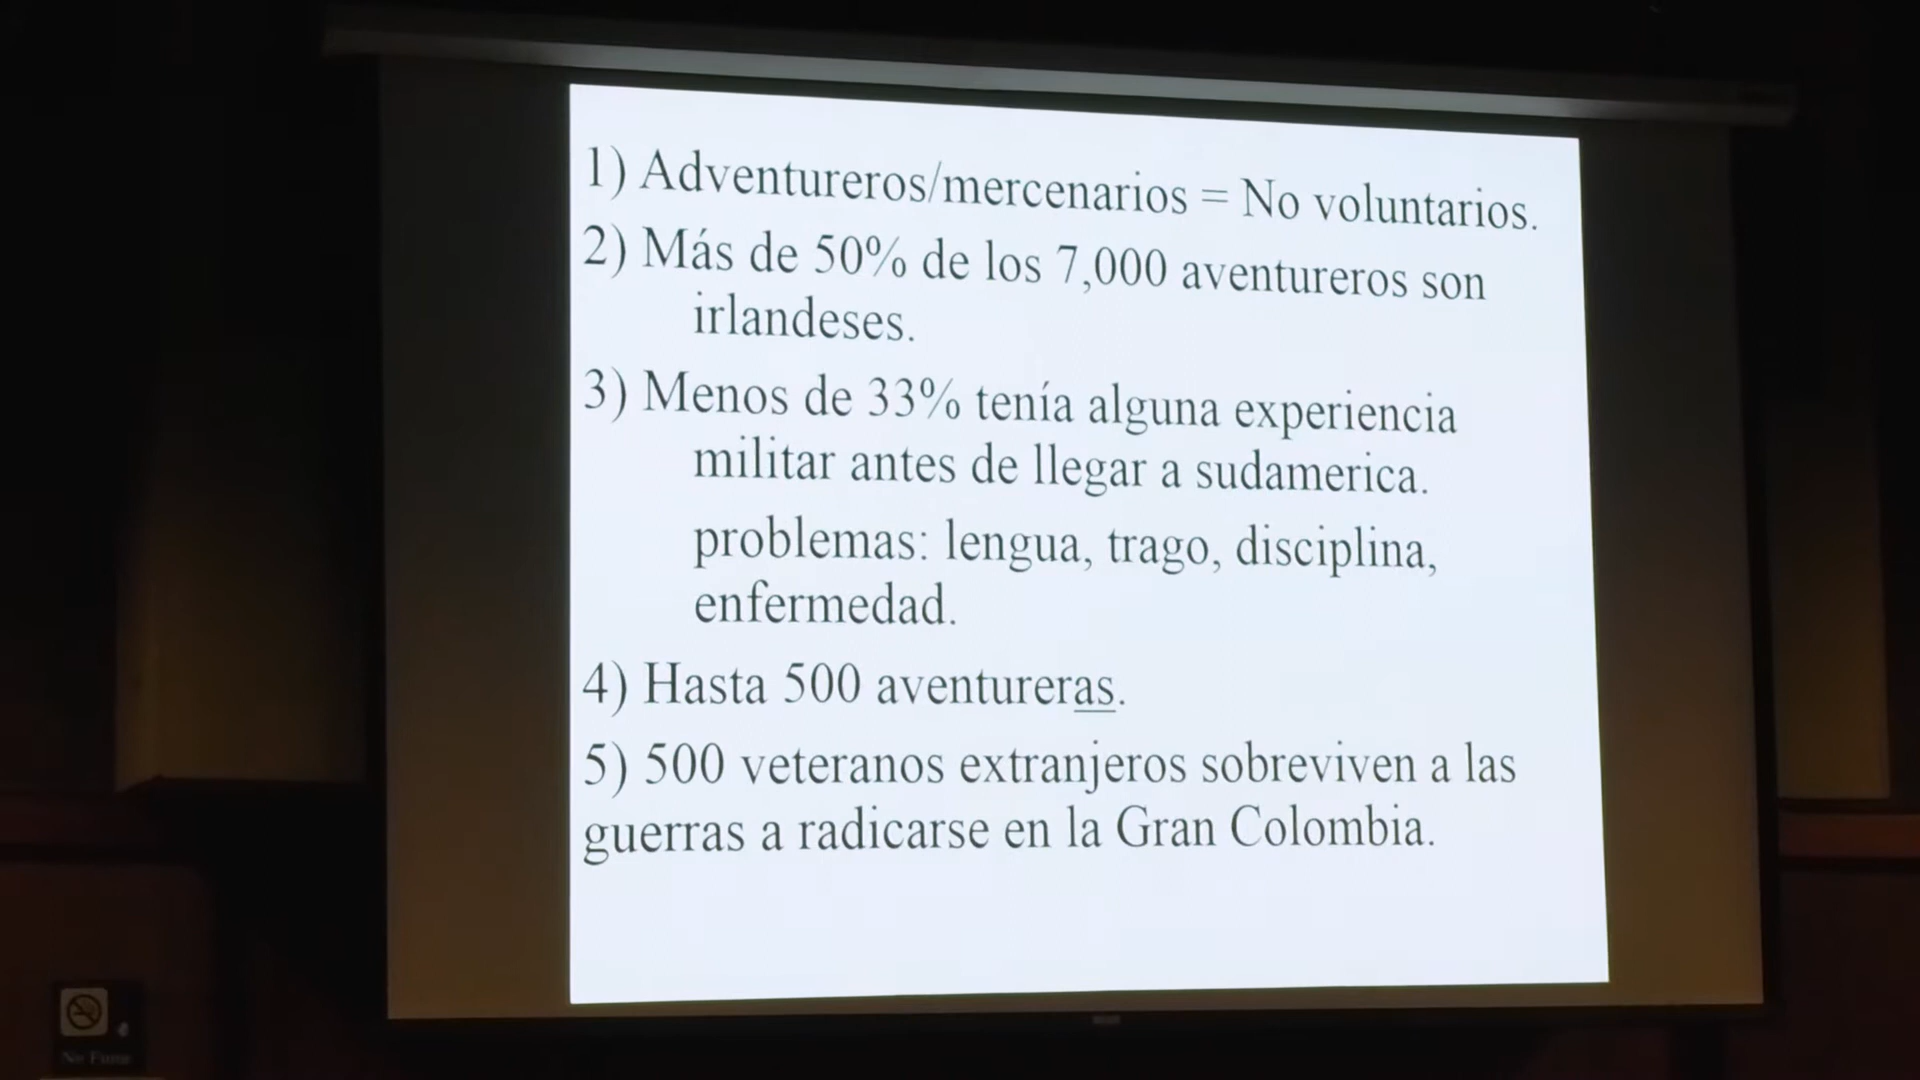 1) Adventureros/mercenarios = No voluntarios.
2) Más de 50% de los 7,000 aventureros son
irlandeses.
3) Menos de 33% tenía alguna experiencia
militar antes de llegar a sudamerica.
problemas: lengua, trago, disciplina,
enfermedad.
4) Hasta 500 aventureras.
5) 500 veteranos extranjeros sobreviven a las
guerras a radicarse en la Gran Colombia.
No Fume